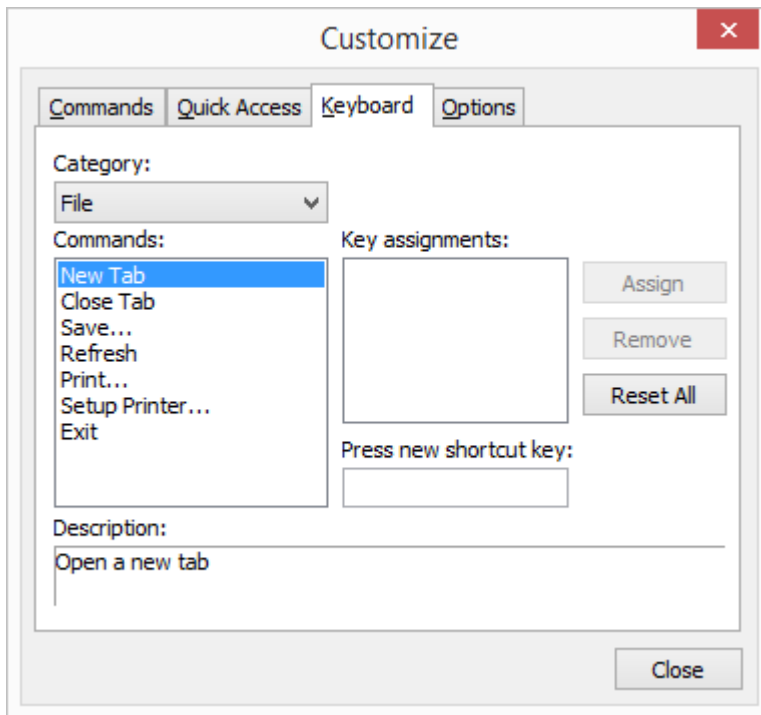 Customize
Commands Quick Access Keyboard Options
Category:
File
Commands: Key assignments:
New Tab
Close Tab
Save...
Refresh
Print...
Setup Printer...
Exit
Assign
Remove
Reset All
Press new shortcut key:
Description:
Open a new tab
Close